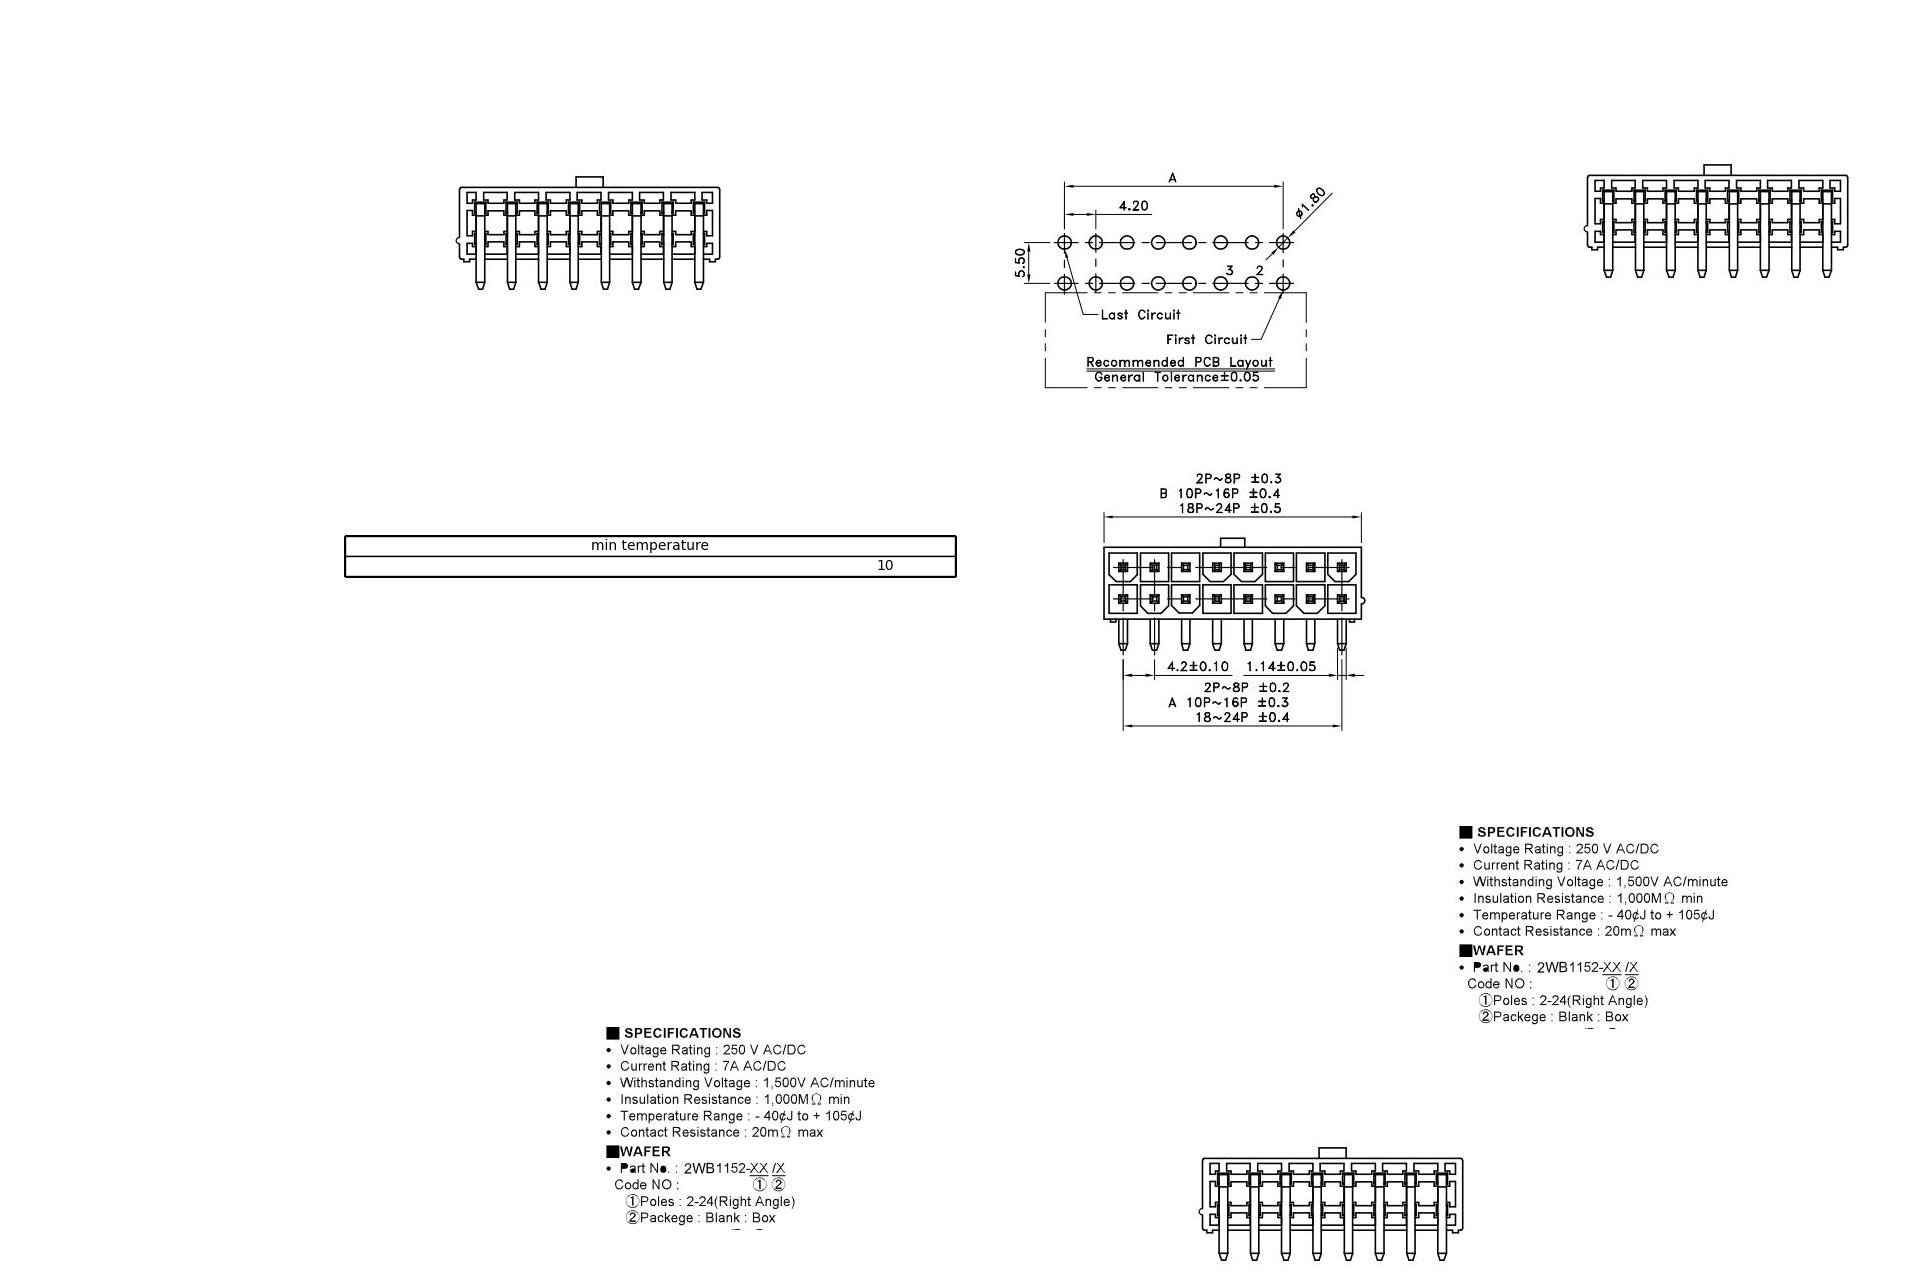 A
4.20
ø1.80
5.50
3 2
Last Circuit
First Circuit
Recommended PCB Layout
General Tolerance±0.05
2P~8P ±0.3
B 10P~16P ±0.4
18P~24P ±0.5
min temperature
10
4.2±0.10 1.14±0.05
2P~8P ±0.2
A 10P~16P ±0.3
18~24P ±0.4
■ SPECIFICATIONS
• Voltage Rating : 250 V AC/DC
• Current Rating : 7A AC/DC
• Withstanding Voltage : 1,500V AC/minute
• Insulation Resistance : 1,000MΩ min
• Temperature Range : - 40¢J to + 105¢J
• Contact Resistance : 20mΩ max
■WAFER
• Part No. : 2WB1152-XX /X
Code NO : ① ②
①Poles : 2-24(Right Angle)
②Packege : Blank : Box
■ SPECIFICATIONS
• Voltage Rating : 250 V AC/DC
• Current Rating : 7A AC/DC
• Withstanding Voltage : 1,500V AC/minute
• Insulation Resistance : 1,000MΩ min
• Temperature Range : - 40¢J to + 105¢J
• Contact Resistance : 20mΩ max
■WAFER
• Part No. : 2WB1152-XX /X
Code NO : ① ②
①Poles : 2-24(Right Angle)
②Packege : Blank : Box